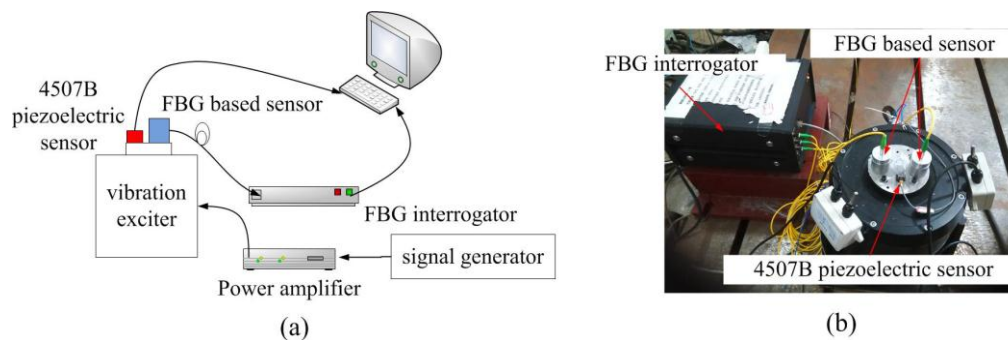 4507B
piezoelectric
sensor
FBG based sensor
vibration
exciter
FBG interrogator
signal generator
Power amplifier
(a)
FBG based sensor
FBG interrogator
4507B piezoelectric sensor
(b)